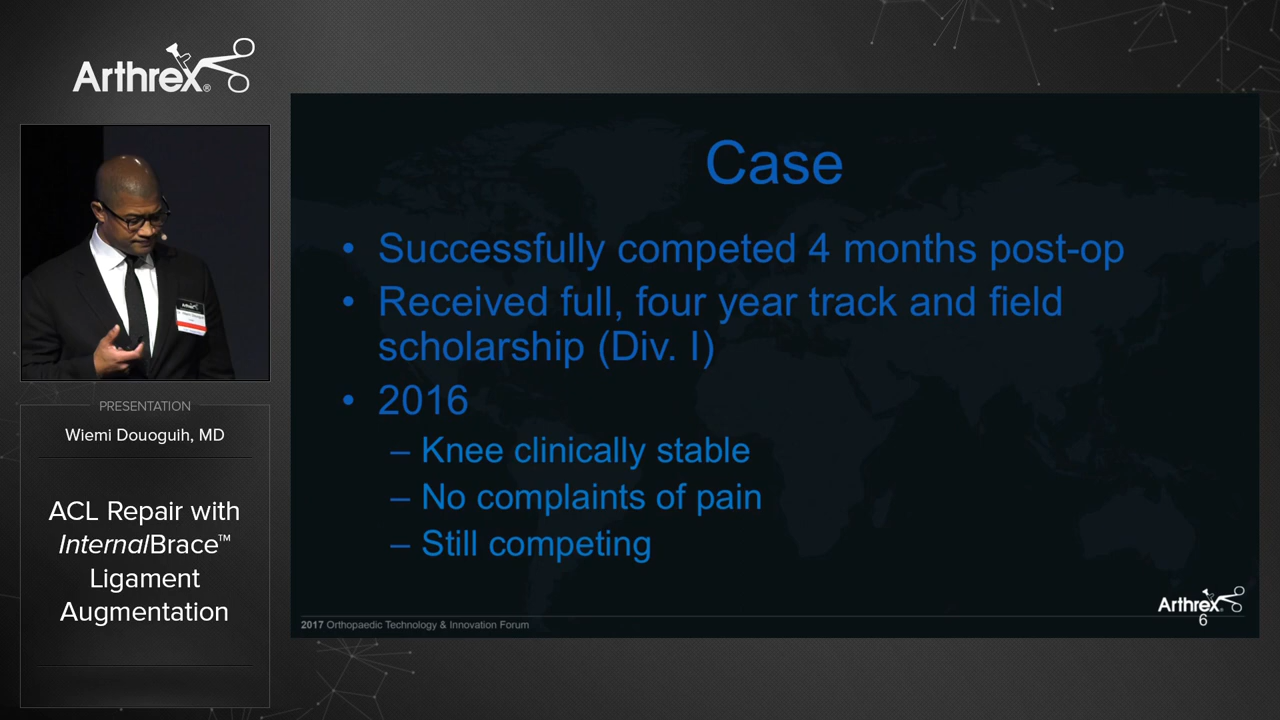 Arthrex®
PRESENTATION
Wiemi Douoguih, MD
ACL Repair with
InternalBrace™
Ligament
Augmentation
Case
• Successfully competed 4 months post-op
• Received full, four year track and field
scholarship (Div. I)
• 2016
– Knee clinically stable
– No complaints of pain
– Still competing
2017 Orthopaedic Technology & Innovation Forum
Arthrex
6